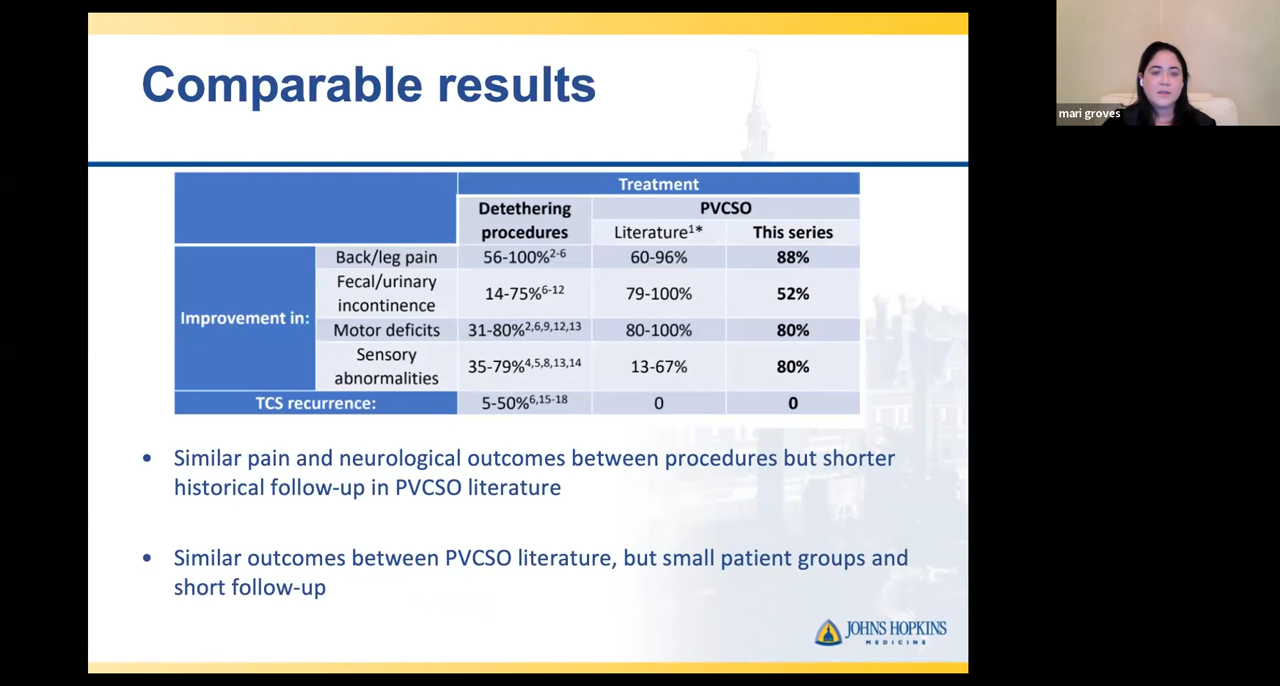 Comparable results
mari groves
Treatment
Detethering procedures
PVCSO
Literature¹*
This series
Improvement in:
Back/leg pain
56-100%²⁻⁶
60-96%
88%
Fecal/urinary incontinence
14-75%⁶⁻¹²
79-100%
52%
Motor deficits
31-80%²,⁶,⁹,¹²,¹³
80-100%
80%
Sensory abnormalities
35-79%⁴,⁵,⁸,¹³,¹⁴
13-67%
80%
TCS recurrence:
5-50%⁶,¹⁵⁻¹⁸
0
0
• Similar pain and neurological outcomes between procedures but shorter
historical follow-up in PVCSO literature
• Similar outcomes between PVCSO literature, but small patient groups and
short follow-up
JOHNS HOPKINS
MEDICINE